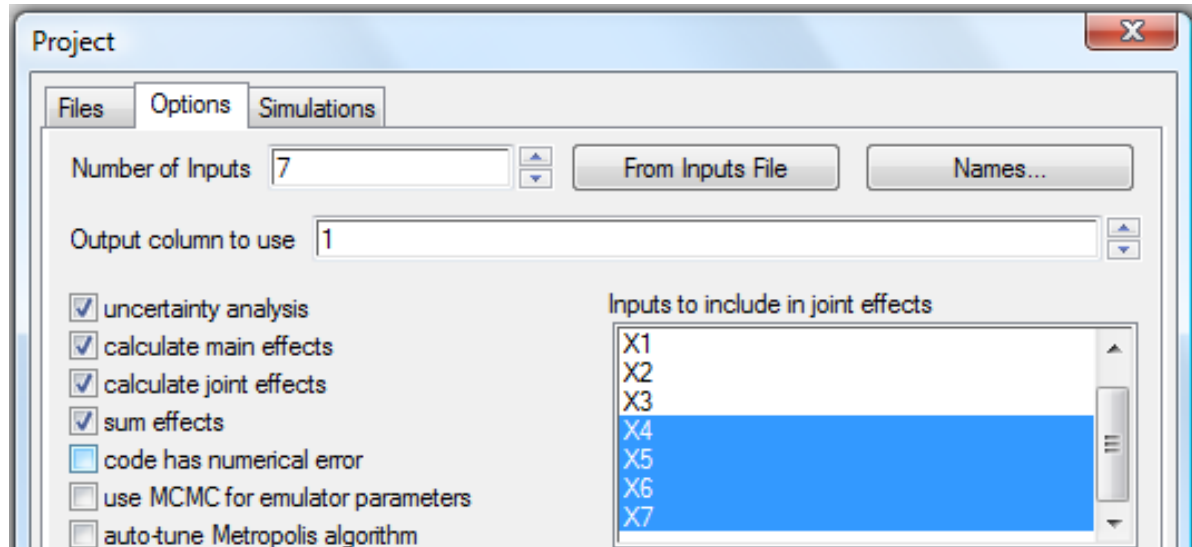 Project
Files Options Simulations
Number of Inputs 7 From Inputs File Names...
Output column to use 1
uncertainty analysis
calculate main effects
calculate joint effects
sum effects
code has numerical error
use MCMC for emulator parameters
auto-tune Metropolis algorithm
Inputs to include in joint effects
X1
X2
X3
X4
X5
X6
X7